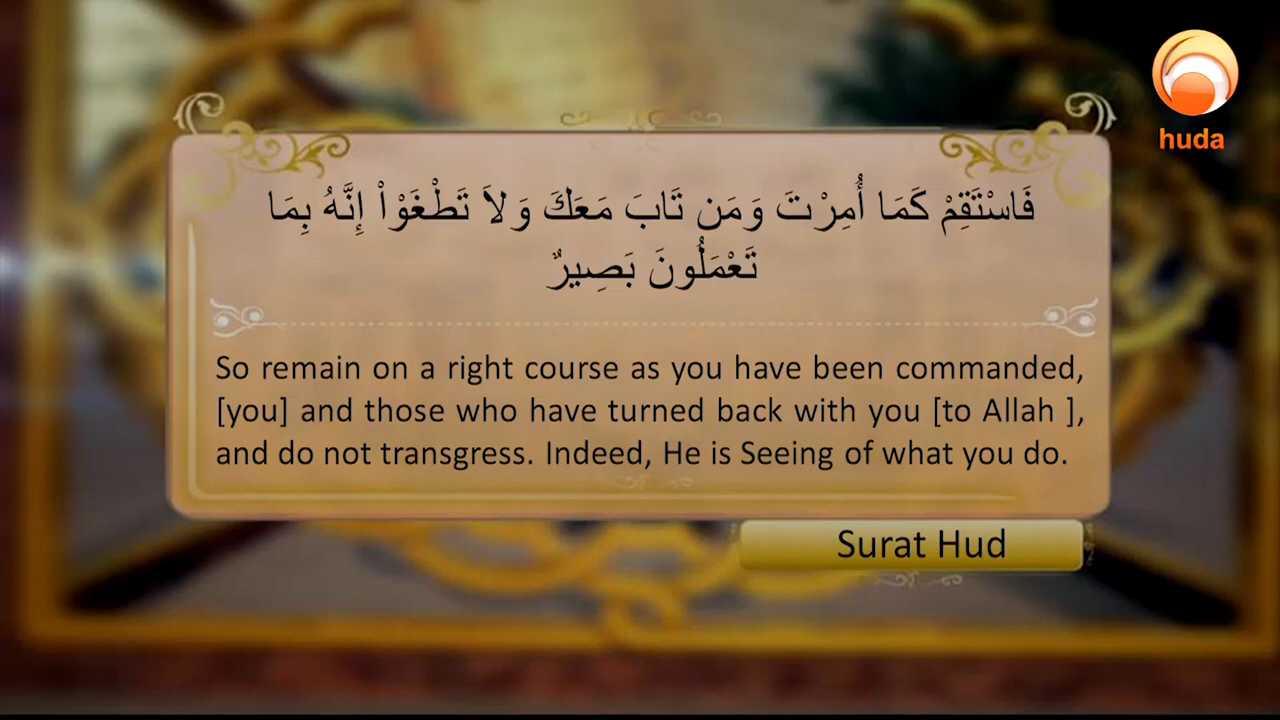 huda
فَاسْتَقِمْ كَمَا أُمِرْتَ وَمَن تَابَ مَعَكَ وَلاَ تَطْغَوْاْ إِنَّهُ بِمَا
تَعْمَلُونَ بَصِيرٌ
So remain on a right course as you have been commanded,
[you] and those who have turned back with you [to Allah ],
and do not transgress. Indeed, He is Seeing of what you do.
Surat Hud